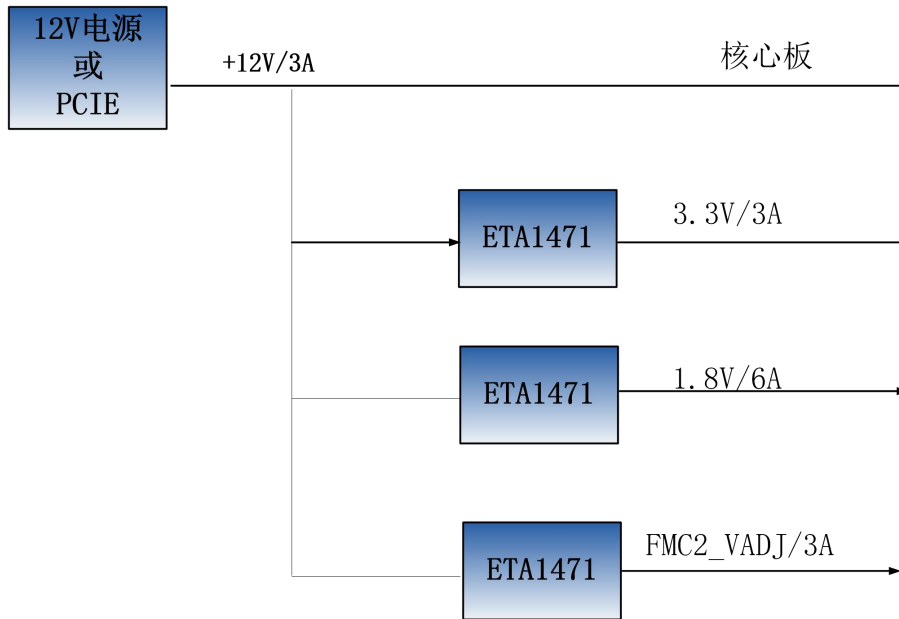 12V电源
或
PCIE
+12V/3A
核心板
ETA1471
3.3V/3A
ETA1471
1.8V/6A
ETA1471
FMC2_VADJ/3A